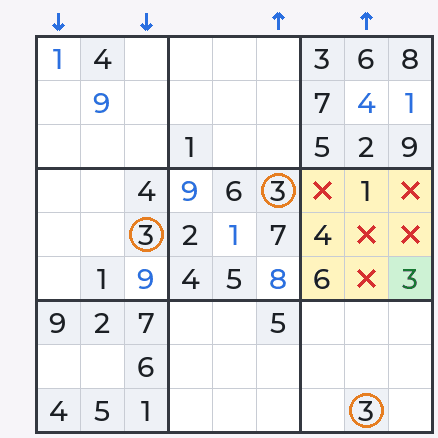 ↓ ↓ ↑ ↑
1 4 3 6 8
9 7 4 1
1 5 2 9
4 9 6 3 × 1 ×
3 2 1 7 4 × ×
1 9 4 5 8 6 × 3
9 2 7 5
6
4 5 1 3